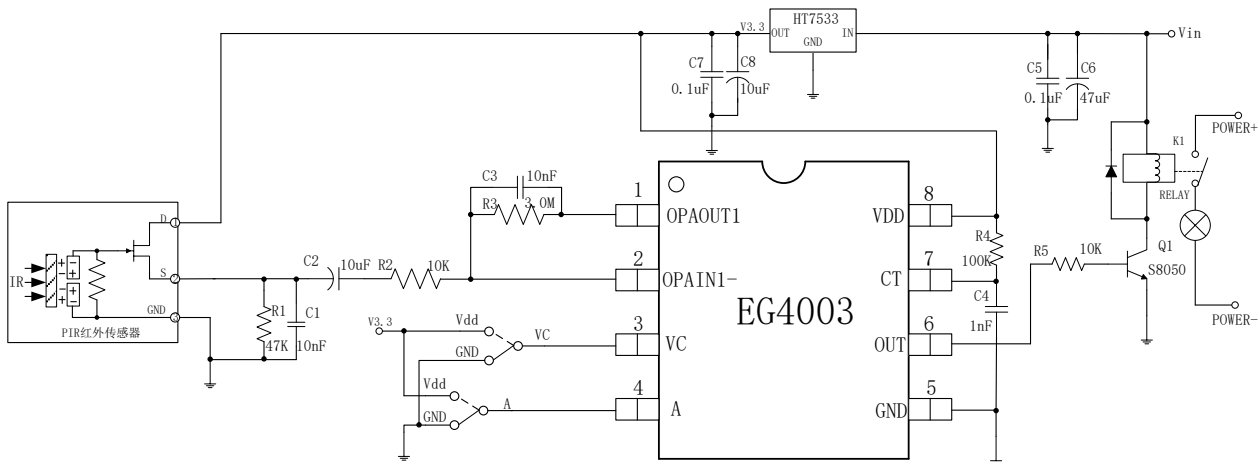 HT7533
V3.3
OUT
IN
GND
Vin
C7
0.1uF
C8
10uF
C5
0.1uF
C6
47uF
POWER+
K1
RELAY
C3
10nF
R3
3.0M
1
OPAOUT1
8
VDD
R4
100K
D
1
IR
S
2
GND
3
PIR红外传感器
C2
10uF
R2
10K
2
OPAIN1-
7
CT
R5
10K
Q1
S8050
R1
47K
C1
10nF
EG4003
C4
1nF
V3.3
Vdd
GND
VC
3
VC
6
OUT
POWER-
Vdd
GND
A
4
A
5
GND